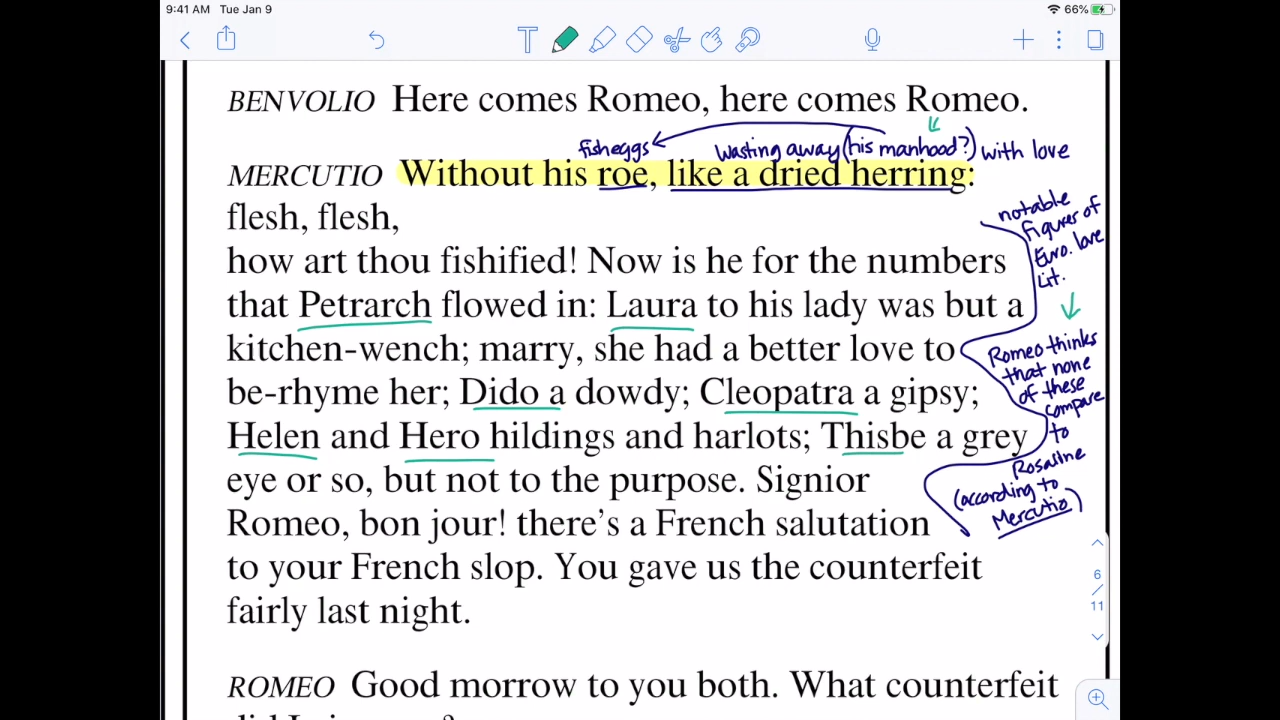 9:41 AM Tue Jan 9
66%
T
BENVOLIO Here comes Romeo, here comes Romeo.
fisheggs
wasting away (his manhood?) with love
MERCUTIO Without his roe, like a dried herring:
flesh, flesh,
how art thou fishified! Now is he for the numbers
that Petrarch flowed in: Laura to his lady was but a
kitchen-wench; marry, she had a better love to
be-rhyme her; Dido a dowdy; Cleopatra a gipsy;
Helen and Hero hildings and harlots; Thisbe a grey
eye or so, but not to the purpose. Signior
Romeo, bon jour! there's a French salutation
to your French slop. You gave us the counterfeit
fairly last night.
notable
figures of
Euro. love
Lit.
Romeo thinks
that none
of these
compare
to
Rosaline
(according to
Mercutio)
6
/
11
ROMEO Good morrow to you both. What counterfeit